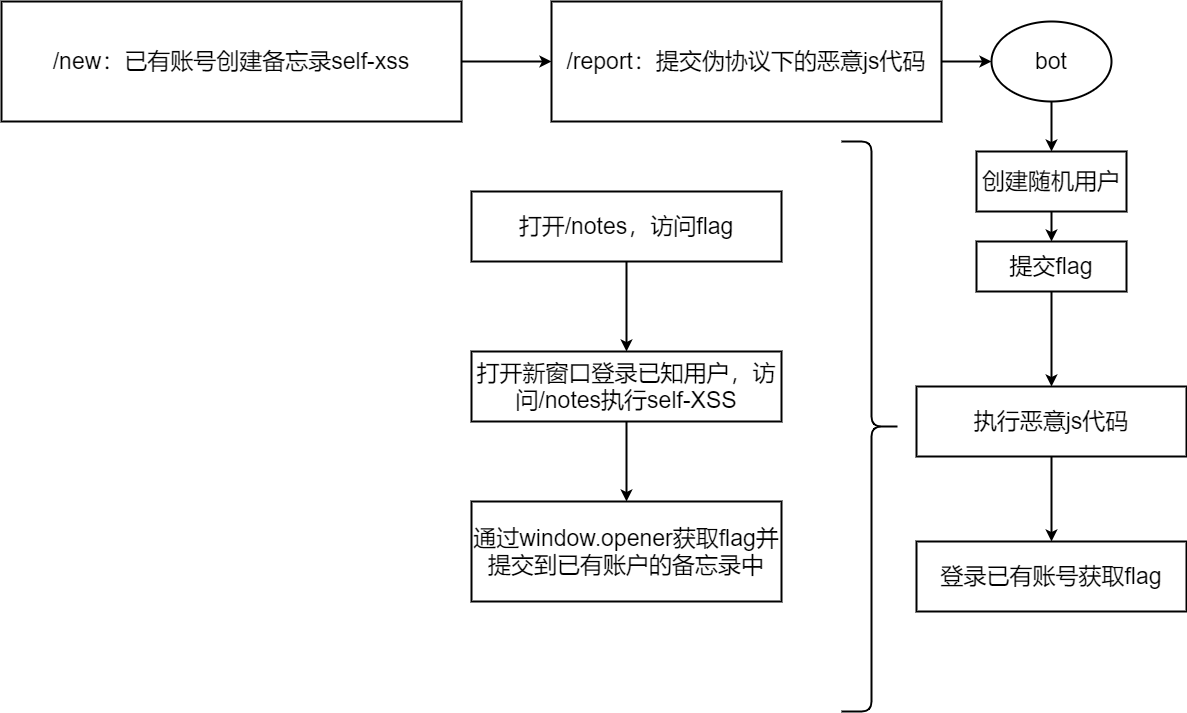 /new：已有账号创建备忘录self-xss
/report：提交伪协议下的恶意js代码
bot
创建随机用户
提交flag
执行恶意js代码
登录已有账号获取flag
打开/notes，访问flag
打开新窗口登录已知用户，访
问/notes执行self-XSS
通过window.opener获取flag并
提交到已有账户的备忘录中